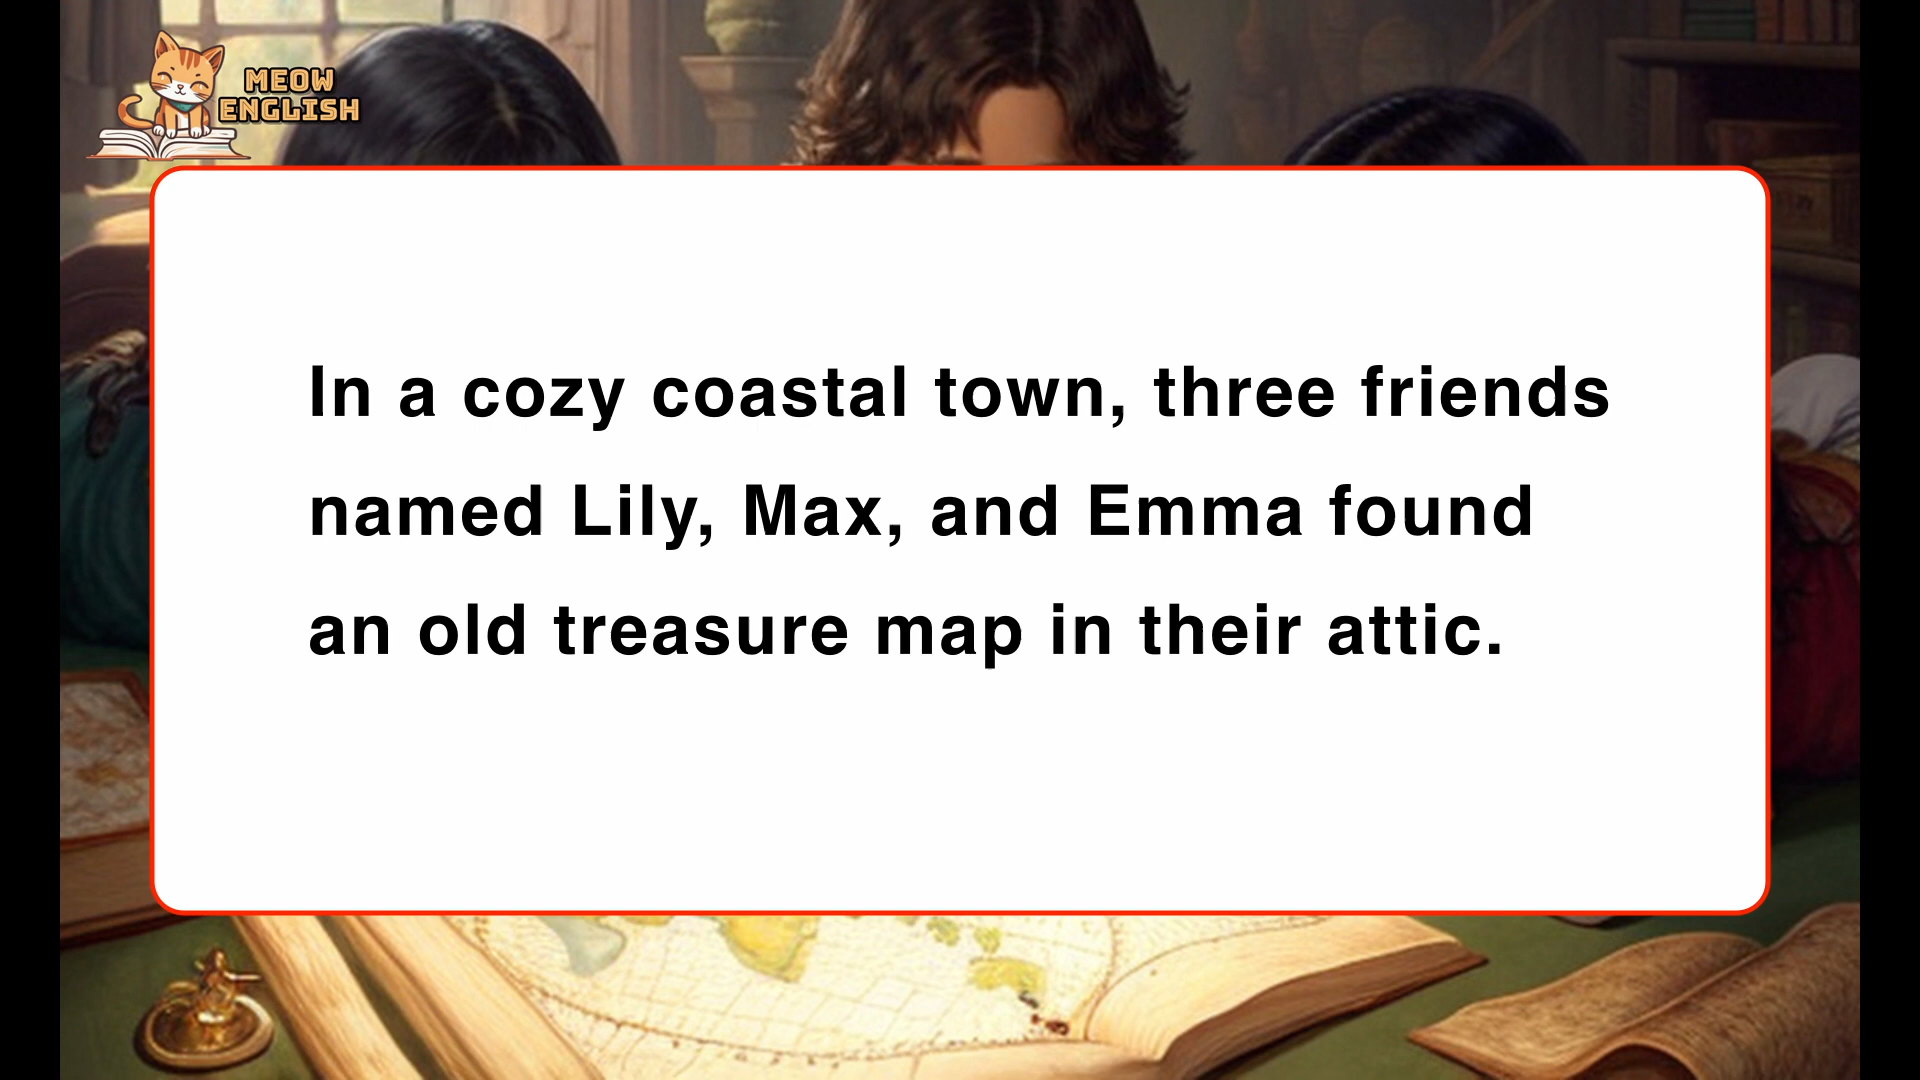 MEOW
ENGLISH
In a cozy coastal town, three friends
named Lily, Max, and Emma found
an old treasure map in their attic.